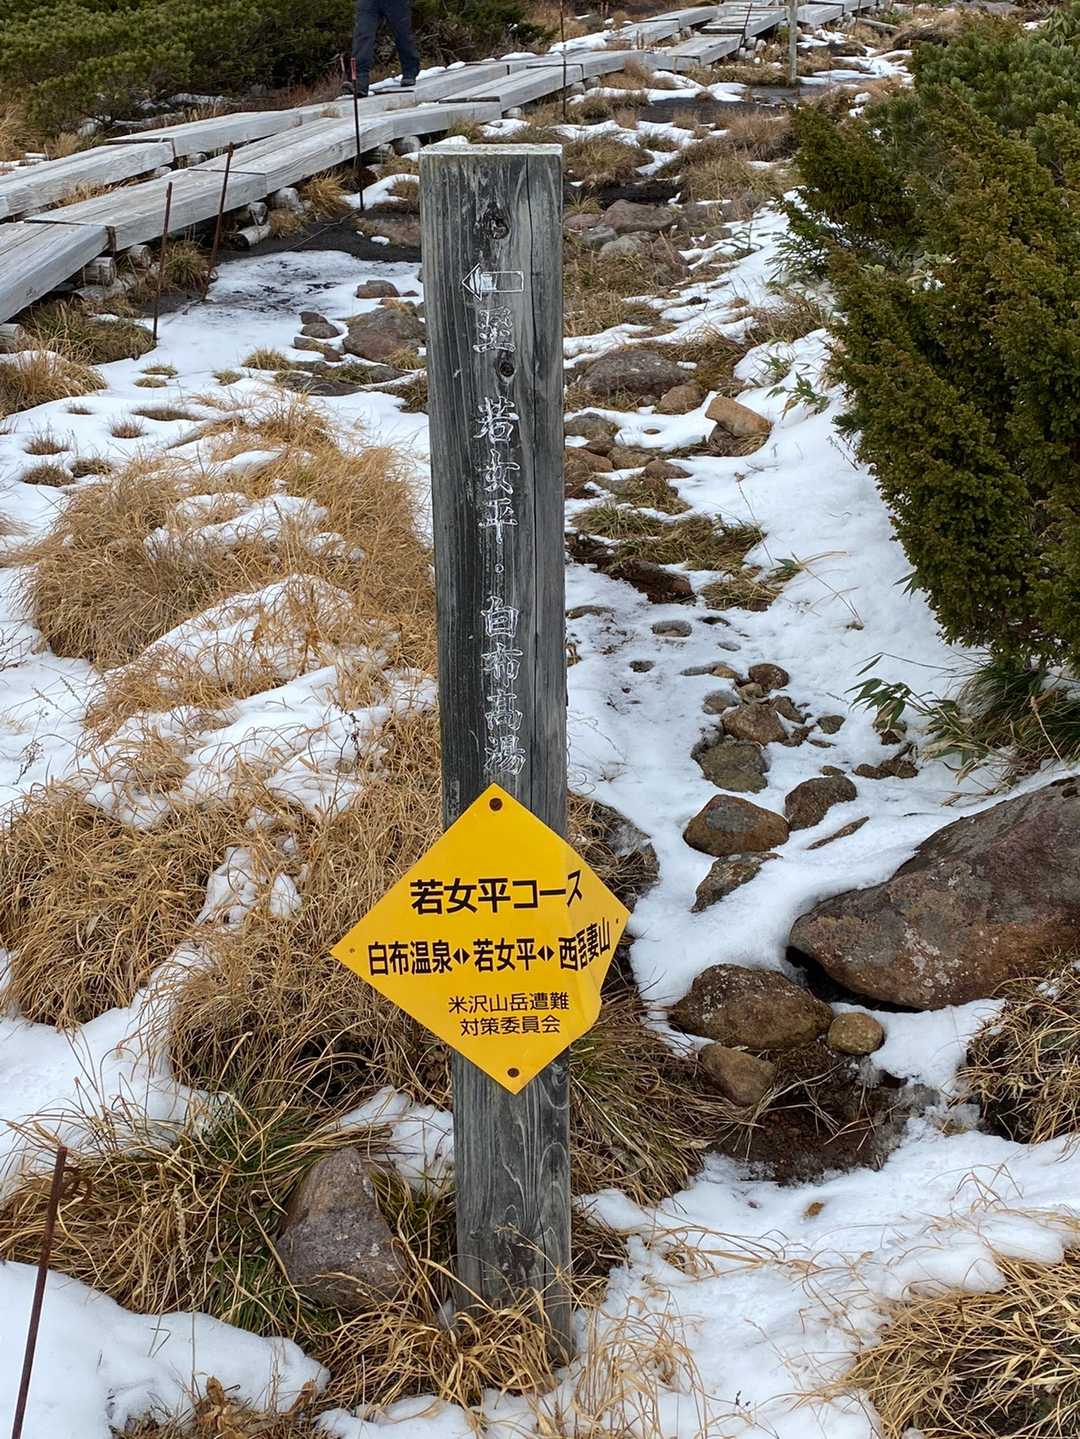 ←至 若女平・白布高湯
若女平コース
白布温泉↔若女平↔西吾妻山
米沢山岳遭難
対策委員会